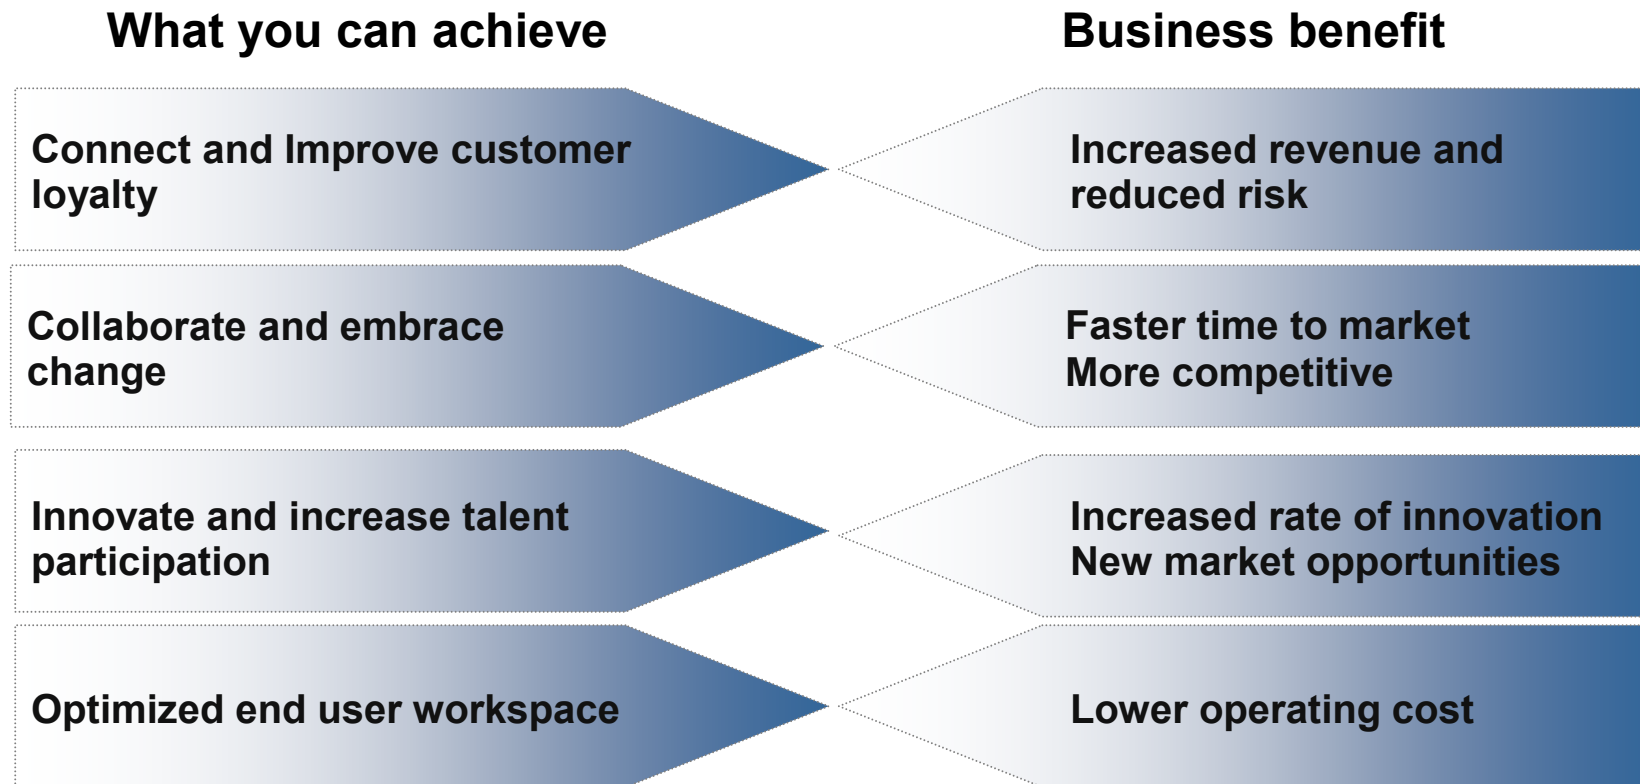 What you can achieve
Business benefit
Connect and Improve customer
loyalty
Increased revenue and
reduced risk
Collaborate and embrace
change
Faster time to market
More competitive
Innovate and increase talent
participation
Increased rate of innovation
New market opportunities
Optimized end user workspace
Lower operating cost